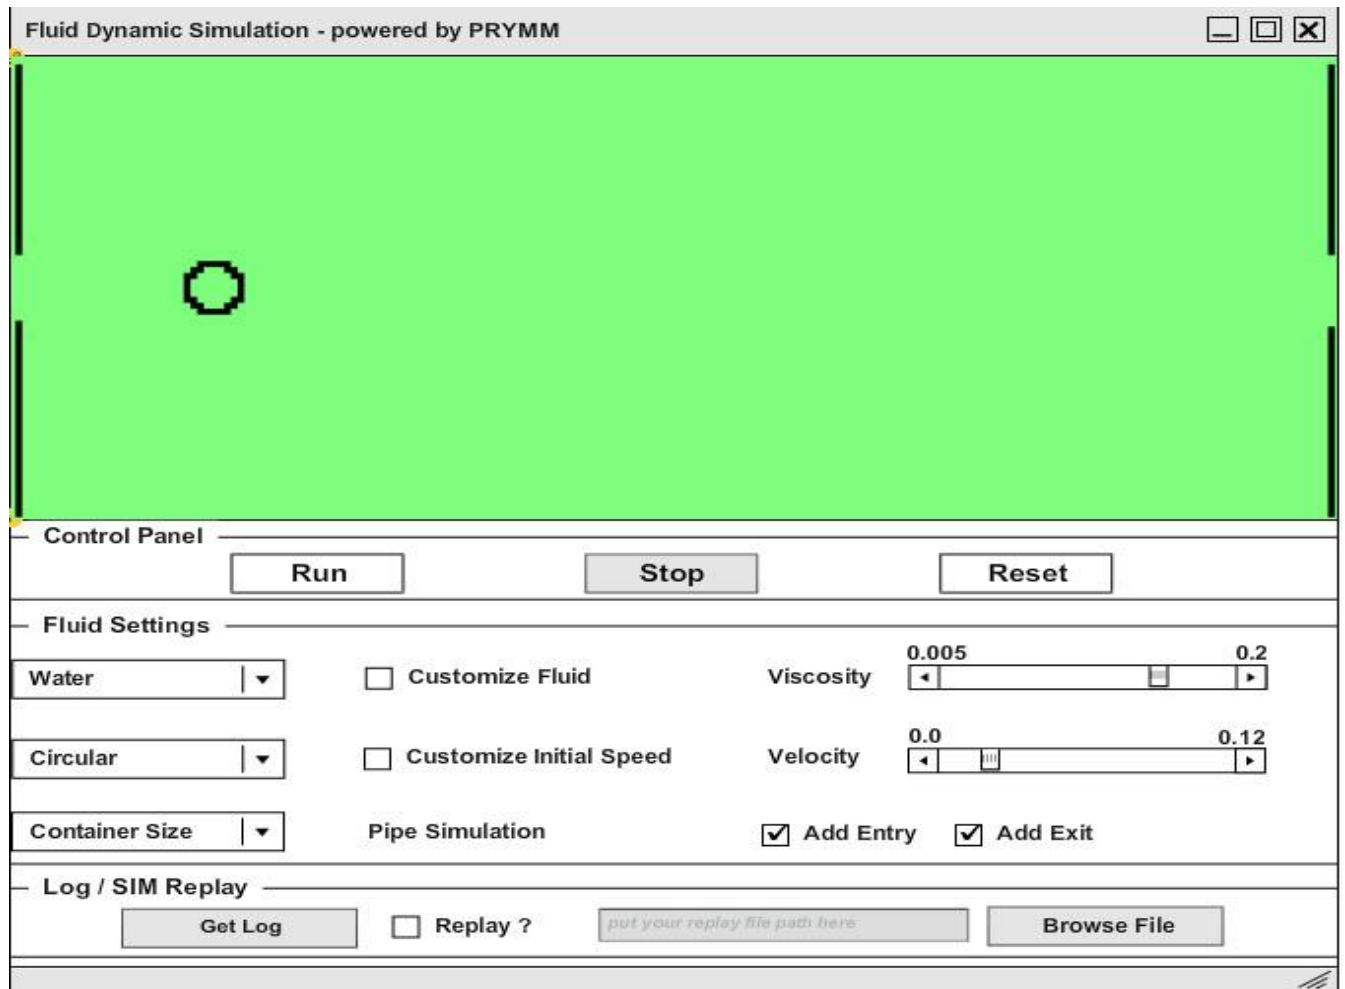 Fluid Dynamic Simulation - powered by PRYMM
Control Panel
Run Stop Reset
Fluid Settings
0.005 0.2
Water Customize Fluid Viscosity
0.0 0.12
Circular Customize Initial Speed Velocity
Container Size Pipe Simulation Add Entry Add Exit
Log / SIM Replay
Get Log Replay ? put your replay file path here Browse File